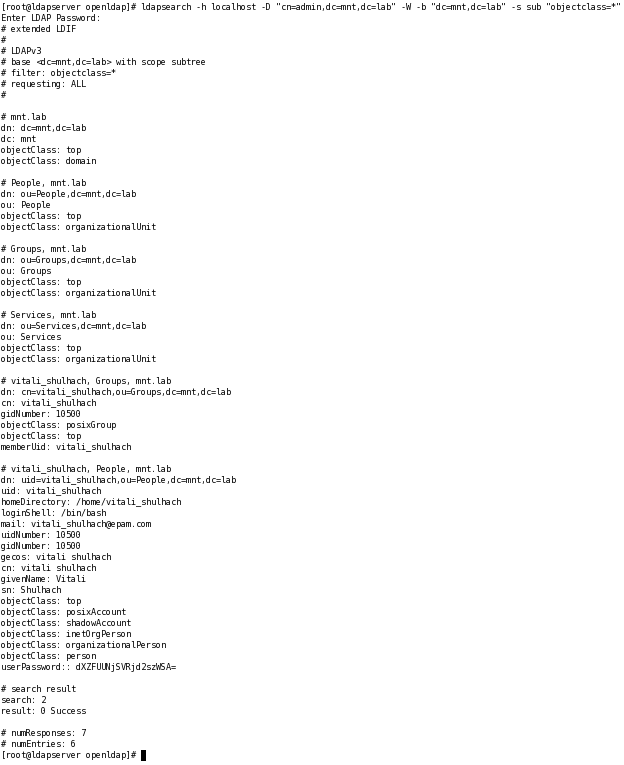 [root@ldapserver openldap]# ldapsearch -h localhost -D "cn=admin,dc=mnt,dc=lab" -W -b "dc=mnt,dc=lab" -s sub "objectclass=*"
Enter LDAP Password:
# extended LDIF
#
# LDAPv3
# base <dc=mnt,dc=lab> with scope subtree
# filter: objectclass=*
# requesting: ALL
#

# mnt.lab
dn: dc=mnt,dc=lab
dc: mnt
objectClass: top
objectClass: domain

# People, mnt.lab
dn: ou=People,dc=mnt,dc=lab
ou: People
objectClass: top
objectClass: organizationalUnit

# Groups, mnt.lab
dn: ou=Groups,dc=mnt,dc=lab
ou: Groups
objectClass: top
objectClass: organizationalUnit

# Services, mnt.lab
dn: ou=Services,dc=mnt,dc=lab
ou: Services
objectClass: top
objectClass: organizationalUnit

# vitali_shulhach, Groups, mnt.lab
dn: cn=vitali_shulhach,ou=Groups,dc=mnt,dc=lab
cn: vitali_shulhach
gidNumber: 10500
objectClass: posixGroup
objectClass: top
memberUid: vitali_shulhach

# vitali_shulhach, People, mnt.lab
dn: uid=vitali_shulhach,ou=People,dc=mnt,dc=lab
uid: vitali_shulhach
homeDirectory: /home/vitali_shulhach
loginShell: /bin/bash
mail: vitali_shulhach@epam.com
uidNumber: 10500
gidNumber: 10500
gecos: vitali shulhach
cn: vitali shulhach
givenName: Vitali
sn: Shulhach
objectClass: top
objectClass: posixAccount
objectClass: shadowAccount
objectClass: inetOrgPerson
objectClass: organizationalPerson
objectClass: person
userPassword:: dXZFUUNjSVRjd2szWSA=

# search result
search: 2
result: 0 Success

# numResponses: 7
# numEntries: 6
[root@ldapserver openldap]#